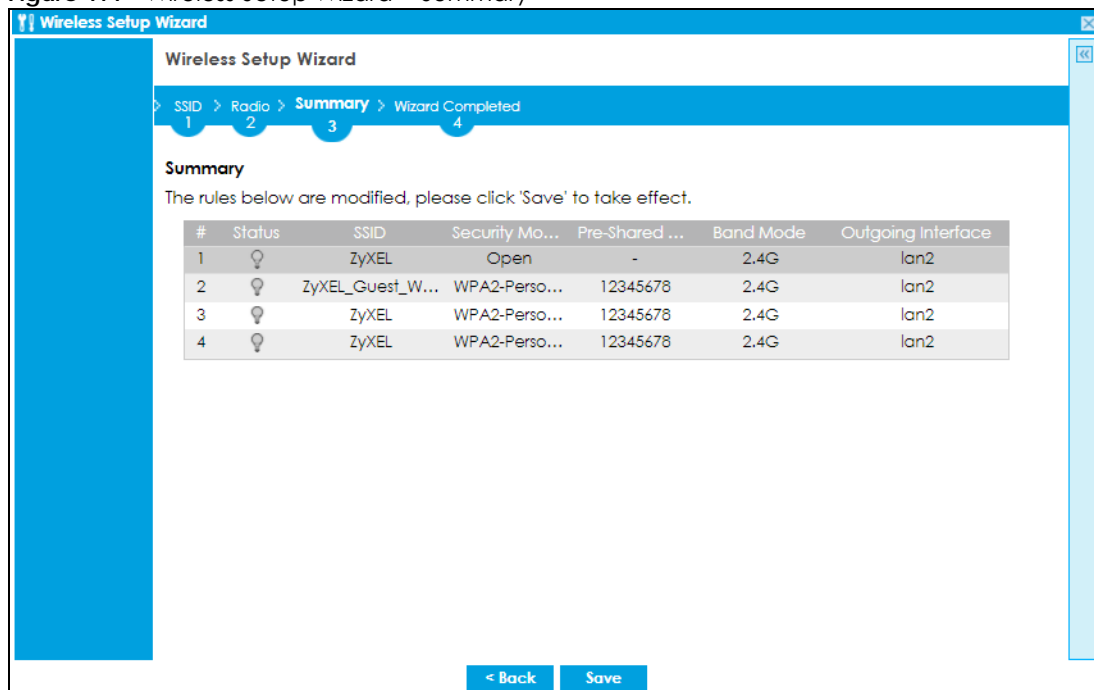 Wireless Setup Wizard
Wireless Setup Wizard
> SSID > Radio > Summary > Wizard Completed
1 2 3 4
Summary
The rules below are modified, please click 'Save' to take effect.
# Status SSID Security Mo... Pre-Shared ... Band Mode Outgoing Interface
1 ZyXEL Open - 2.4G lan2
2 ZyXEL_Guest_W... WPA2-Perso... 12345678 2.4G lan2
3 ZyXEL WPA2-Perso... 12345678 2.4G lan2
4 ZyXEL WPA2-Perso... 12345678 2.4G lan2
< Back Save